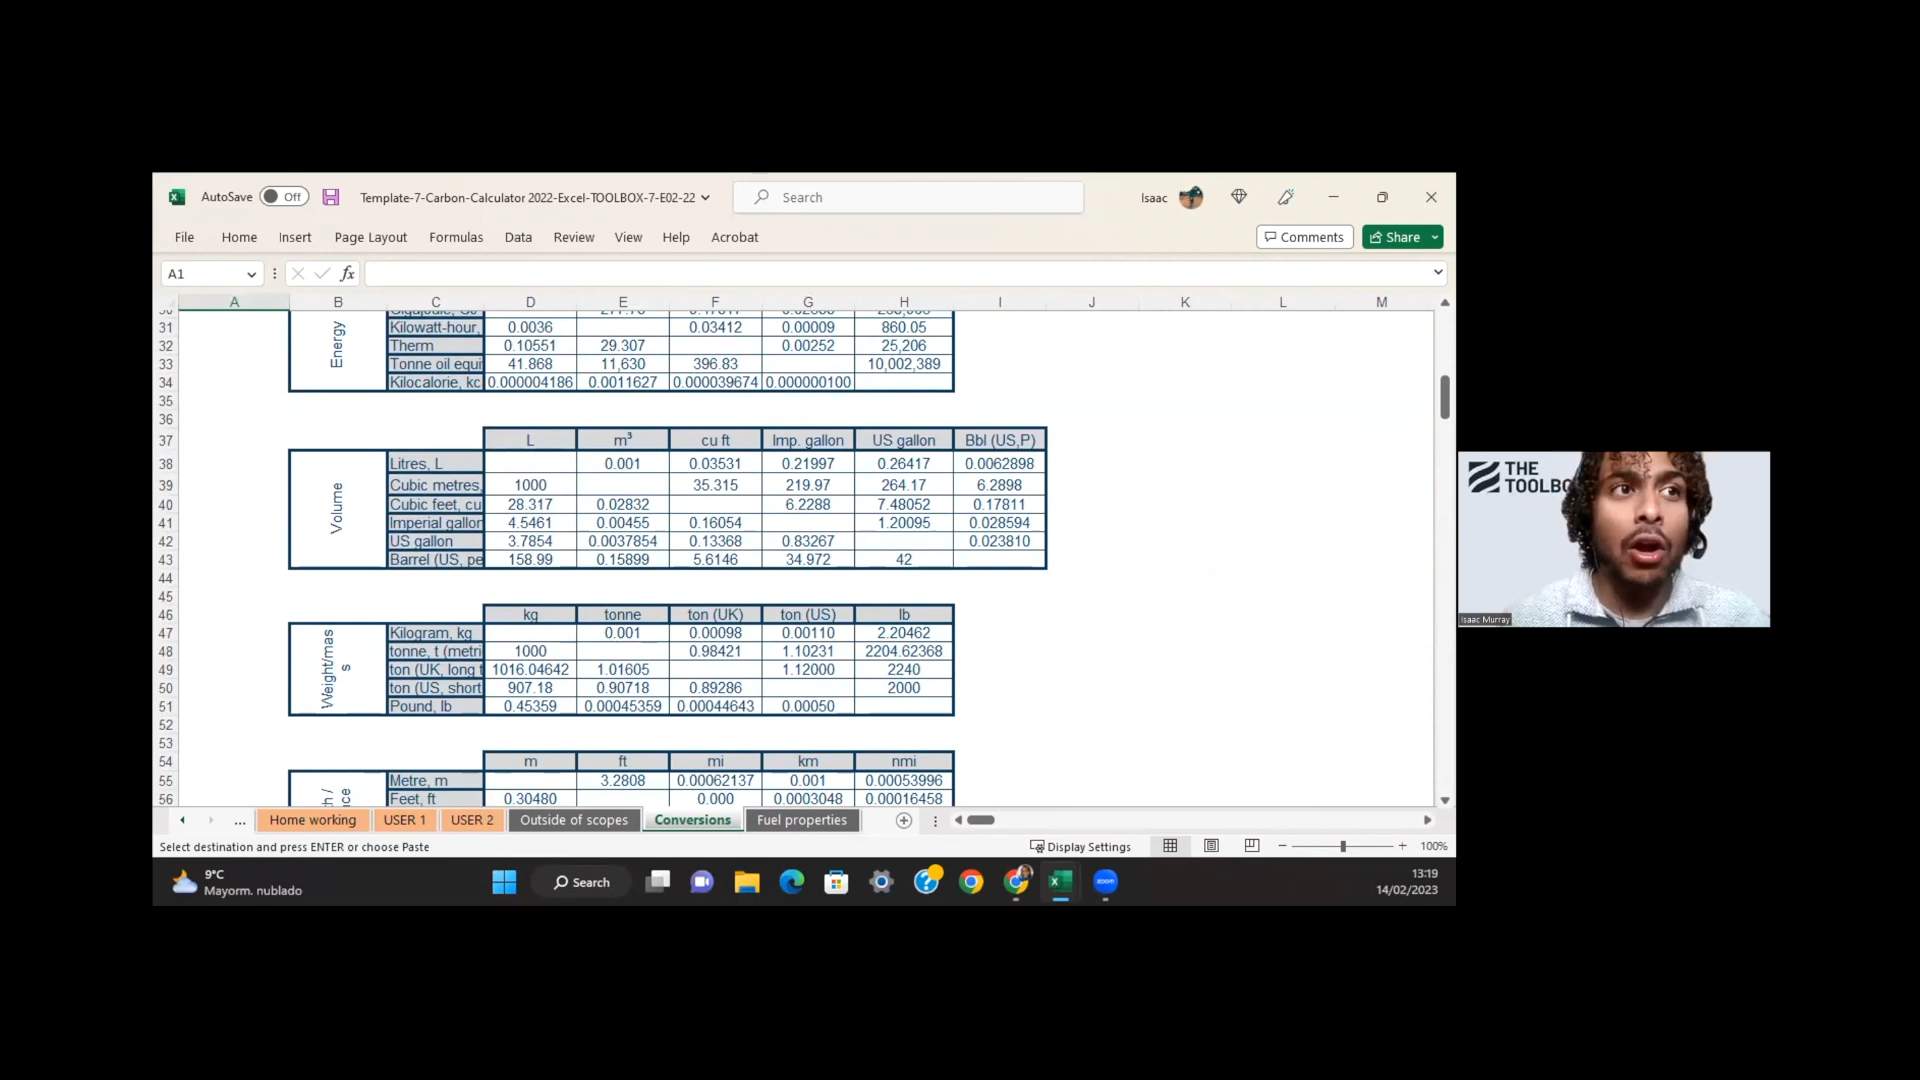 AutoSave Off Template-7-Carbon-Calculator 2022-Excel-TOOLBOX-7-E02-22 Search Isaac
File Home Insert Page Layout Formulas Data Review View Help Acrobat Comments Share
A1 fx
A B C D E F G H I J K L M
Energy
31 Kilowatt-hour, 0.0036 0.03412 0.00009 860.05
32 Therm 0.10551 29.307 0.00252 25,206
33 Tonne oil equi 41.868 11,630 396.83 10,002,389
34 Kilocalorie, kc 0.000004186 0.0011627 0.000039674 0.000000100
35
36
37 L m³ cu ft Imp. gallon US gallon Bbl (US,P)
Volume
38 Litres, L 0.001 0.03531 0.21997 0.26417 0.0062898
39 Cubic metres, 1000 35.315 219.97 264.17 6.2898
40 Cubic feet, cu 28.317 0.02832 6.2288 7.48052 0.17811
41 Imperial gallon 4.5461 0.00455 0.16054 1.20095 0.028594
42 US gallon 3.7854 0.0037854 0.13368 0.83267 0.023810
43 Barrel (US, pe 158.99 0.15899 5.6146 34.972 42
44
45
46 kg tonne ton (UK) ton (US) lb
Weight/mas
s
47 Kilogram, kg 0.001 0.00098 0.00110 2.20462
48 tonne, t (metri 1000 0.98421 1.10231 2204.62368
49 ton (UK, long t 1016.04642 1.01605 1.12000 2240
50 ton (US, short 907.18 0.90718 0.89286 2000
51 Pound, lb 0.45359 0.00045359 0.00044643 0.00050
52
53
54 m ft mi km nmi
55 Metre, m 3.2808 0.00062137 0.001 0.00053996
56 Feet, ft 0.30480 0.000 0.0003048 0.00016458
... Home working USER 1 USER 2 Outside of scopes Conversions Fuel properties
Select destination and press ENTER or choose Paste Display Settings 100%
9°C
Mayorm. nublado
Search
zoom
13:19
14/02/2023
THE
TOOLBO
Isaac Murray